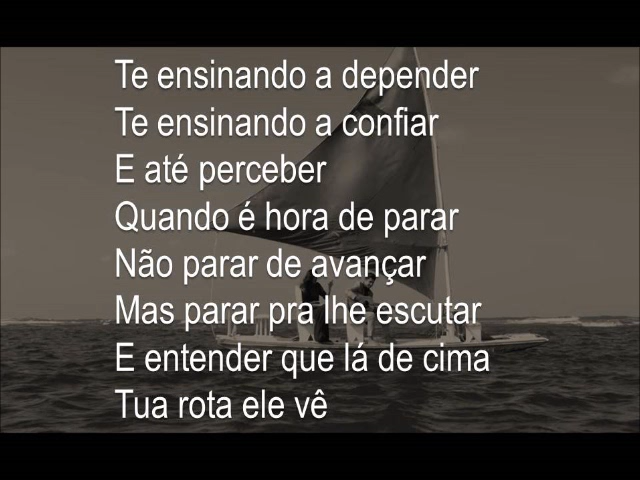 Te ensinando a depender
Te ensinando a confiar
E até perceber
Quando é hora de parar
Não parar de avançar
Mas parar pra lhe escutar
E entender que lá de cima
Tua rota ele vê